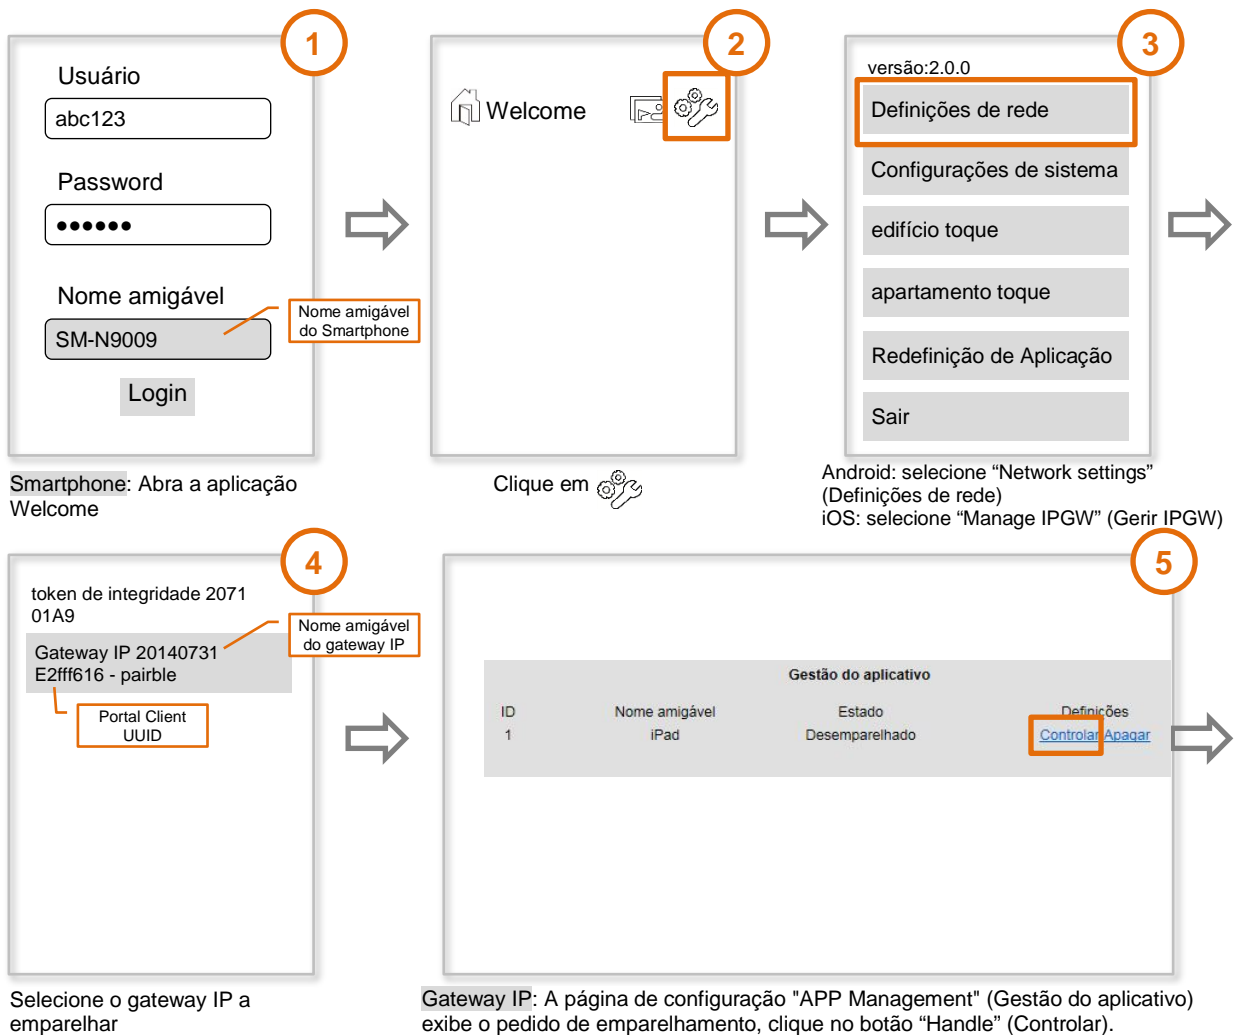 1
Usuário
abc123
Password
●●●●●●
Nome amigável
SM-N9009
Nome amigável
do Smartphone
Login
Smartphone: Abra a aplicação
Welcome
2
Welcome
Clique em
3
versão:2.0.0
Definições de rede
Configurações de sistema
edifício toque
apartamento toque
Redefinição de Aplicação
Sair
Android: selecione “Network settings”
(Definições de rede)
iOS: selecione “Manage IPGW” (Gerir IPGW)
4
token de integridade 2071
01A9
Nome amigável
do gateway IP
Gateway IP 20140731
E2fff616 - pairble
Portal Client
UUID
Selecione o gateway IP a
emparelhar
5
Gestão do aplicativo
ID Nome amigável Estado Definições
1 iPad Desemparelhado Controlar Apagar
Gateway IP: A página de configuração "APP Management" (Gestão do aplicativo)
exibe o pedido de emparelhamento, clique no botão “Handle” (Controlar).